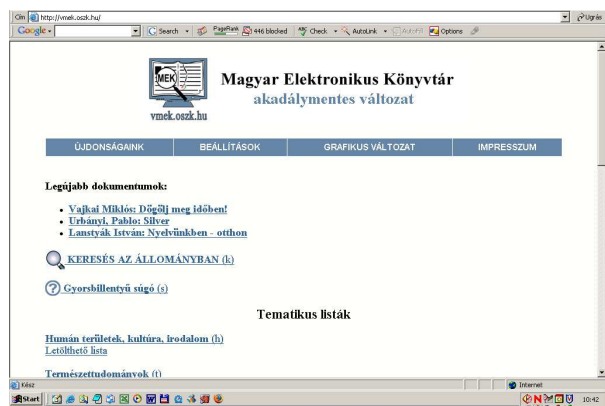 Cím http://vmek.oszk.hu/ Ugrás
Google Search PageRank 446 blocked Check AutoLink AutoFill Options
MEK
vmek.oszk.hu
Magyar Elektronikus Könyvtár
akadálymentes változat
ÚJDONSÁGAINK BEÁLLÍTÁSOK GRAFIKUS VÁLTOZAT IMPRESSZUM
Legújabb dokumentumok:
Vajkai Miklós: Dögölj meg időben!
Urbányi, Pablo: Silver
Lanstyák István: Nyelvünkben - otthon
KERESÉS AZ ÁLLOMÁNYBAN (k)
Gyorsbillentyű súgó (s)
Tematikus listák
Humán területek, kultúra, irodalom (h)
Letölthető lista
Természettudományok (t)
Kész Internet
Start 10:42